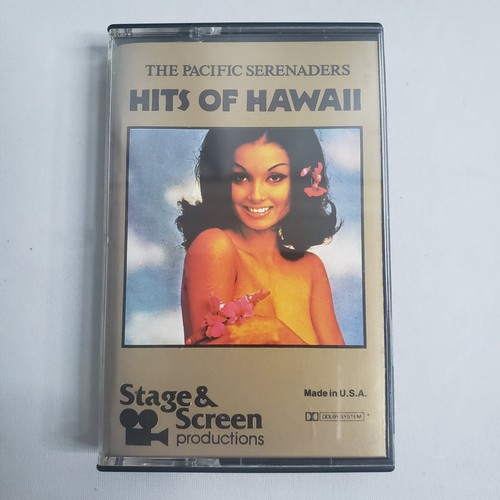 THE PACIFIC SERENADERS
HITS OF HAWAII
Stage &
Screen
productions
Made in U.S.A.
DOLBY SYSTEM